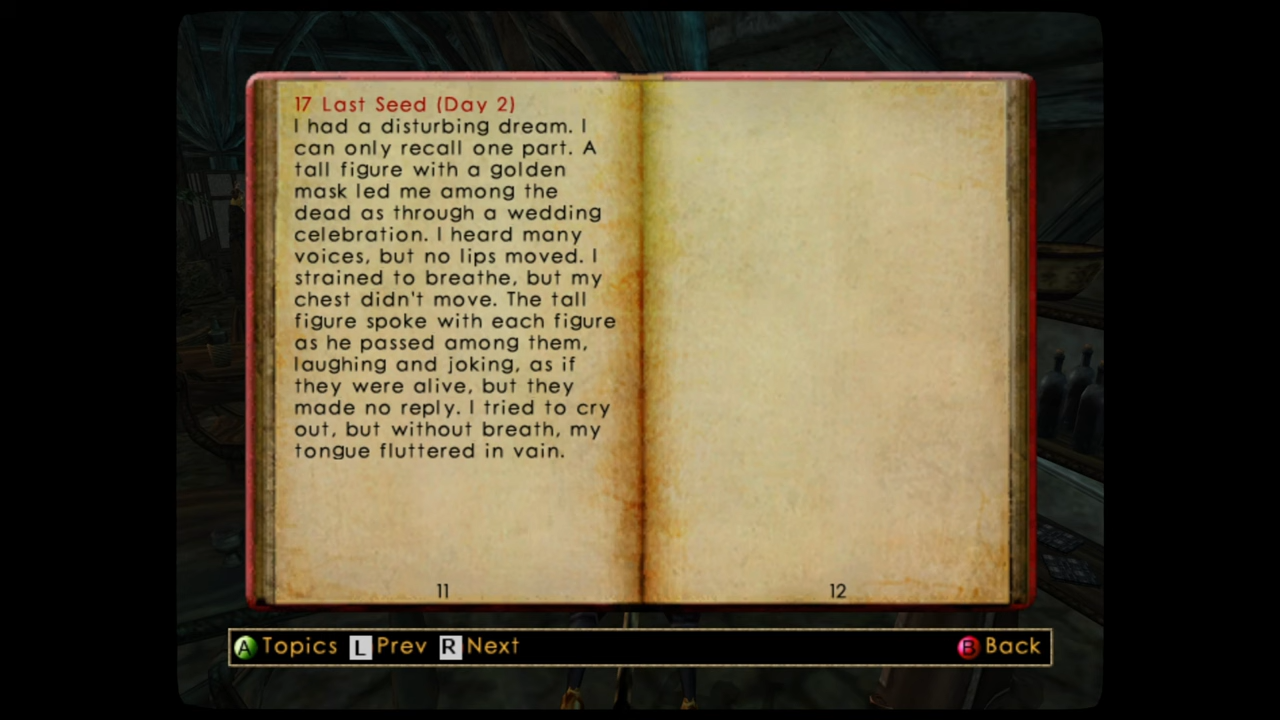 17 Last Seed (Day 2)
I had a disturbing dream. I
can only recall one part. A
tall figure with a golden
mask led me among the
dead as through a wedding
celebration. I heard many
voices, but no lips moved. I
strained to breathe, but my
chest didn't move. The tall
figure spoke with each figure
as he passed among them,
laughing and joking, as if
they were alive, but they
made no reply. I tried to cry
out, but without breath, my
tongue fluttered in vain.
11
12
A Topics L Prev R Next B Back